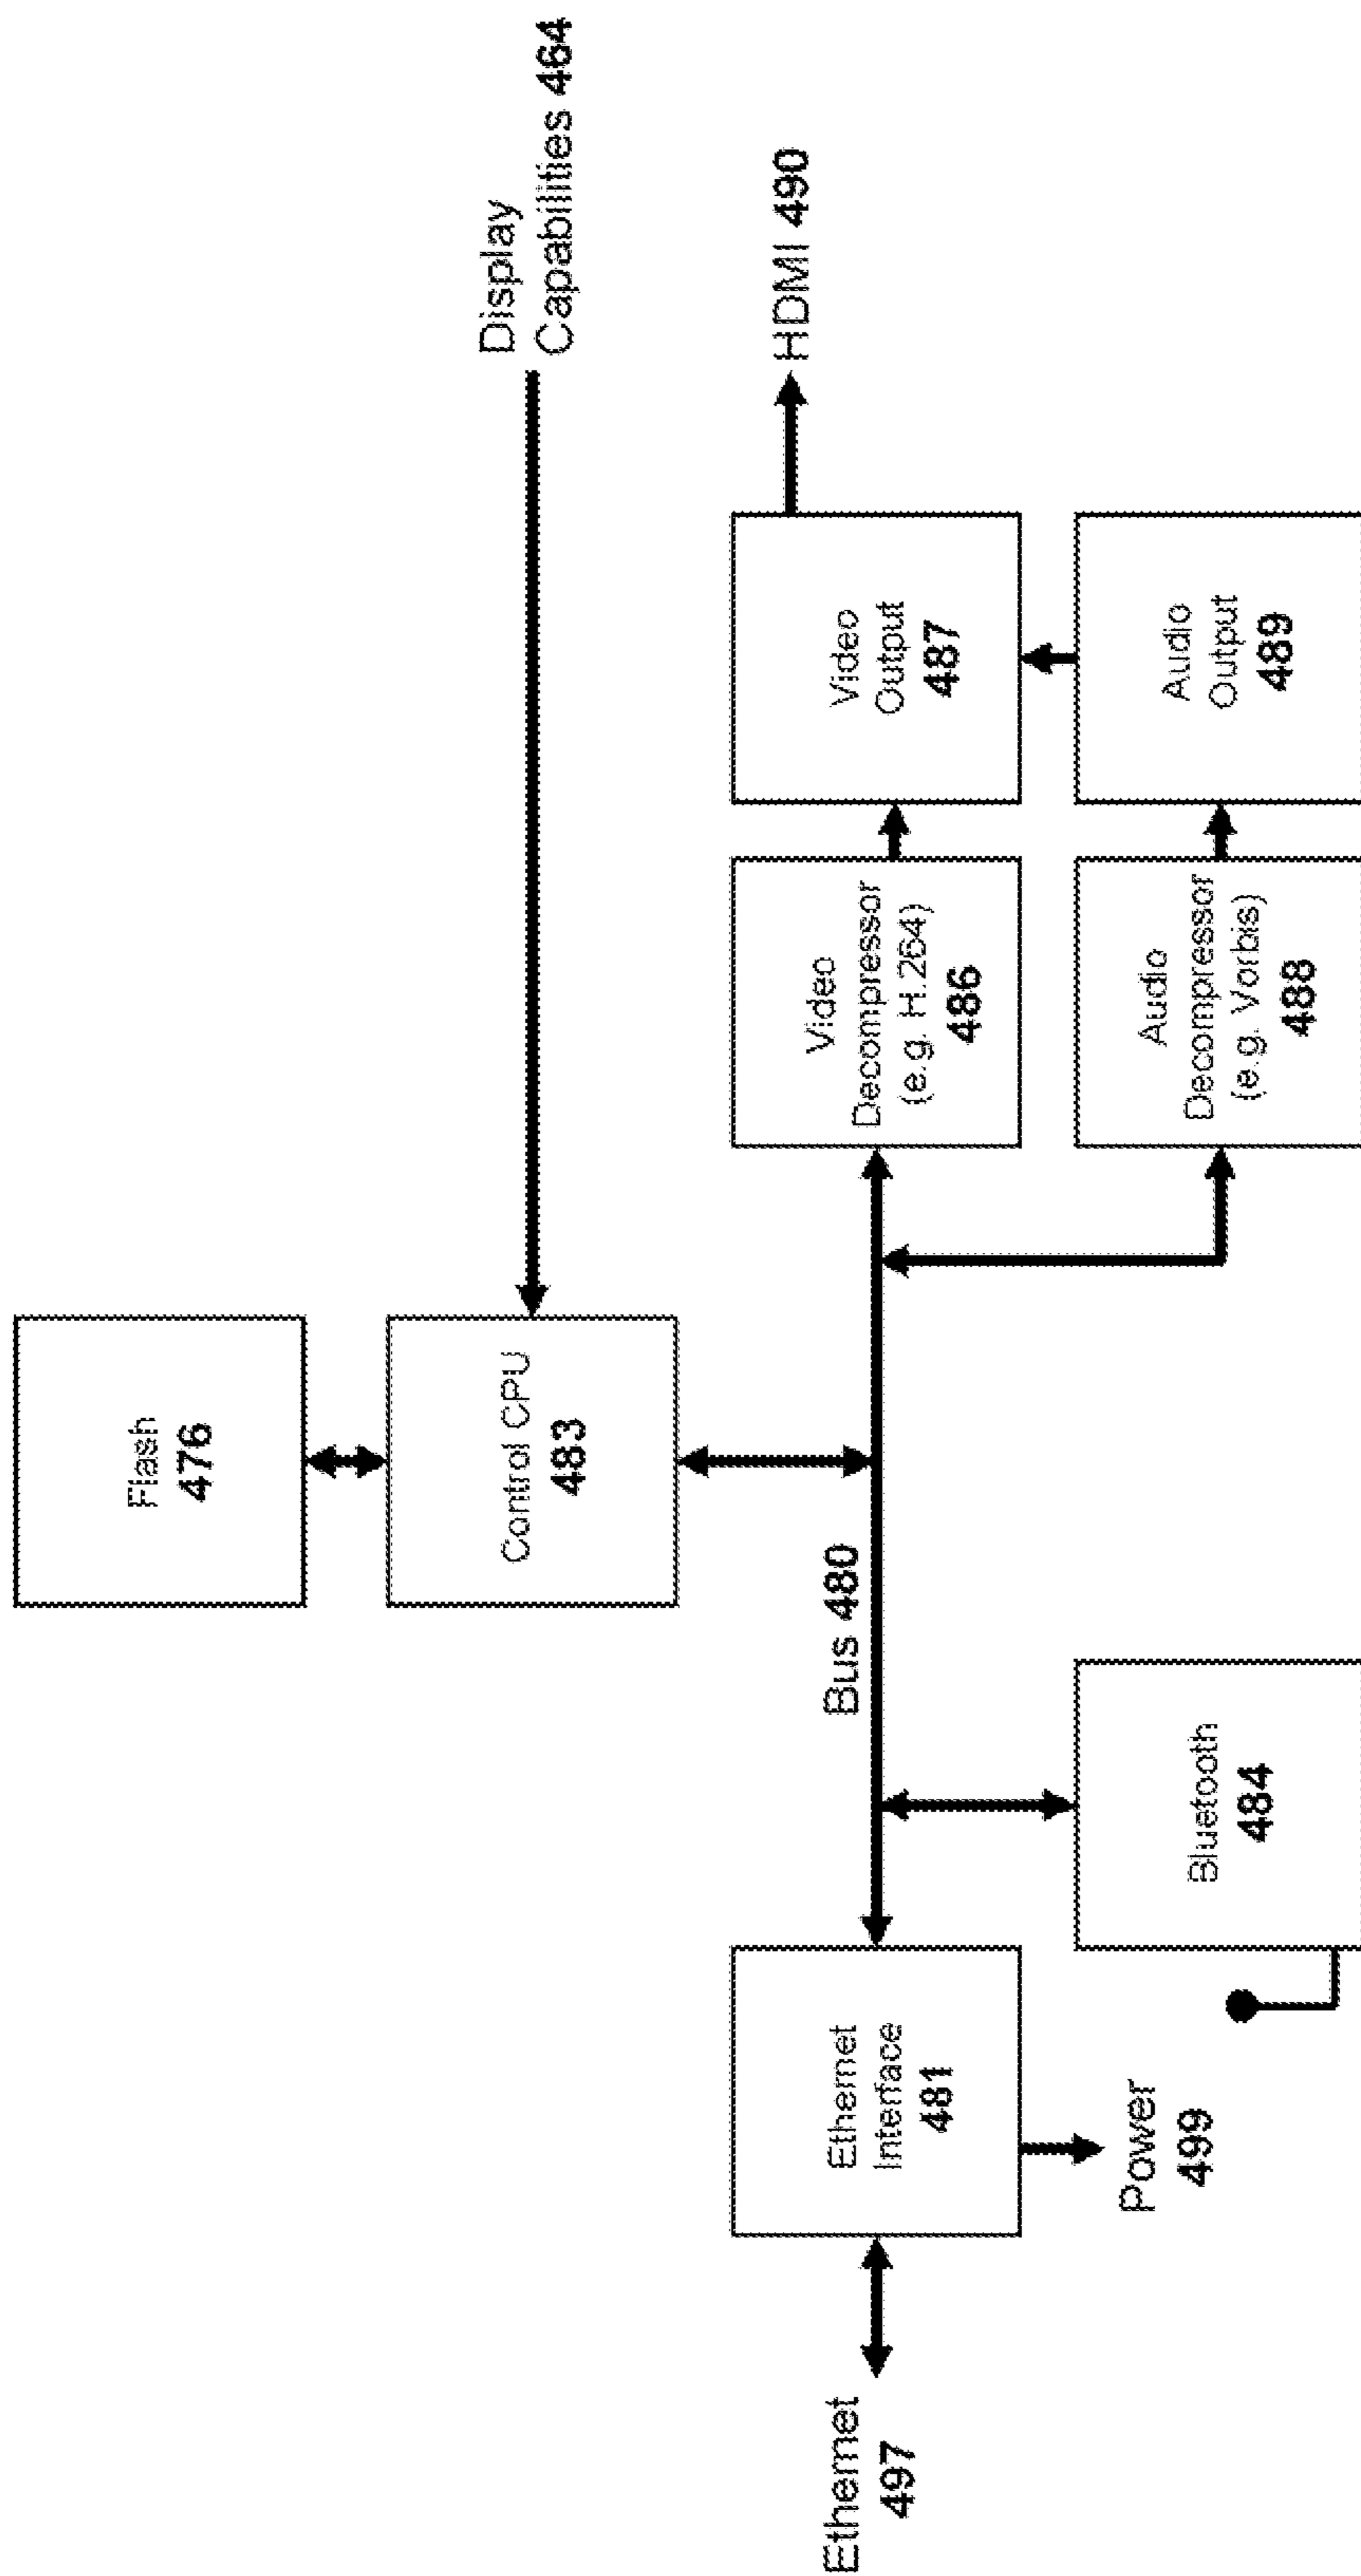 Flash
476
Display
Capabilities 464
Control CPU
483
HDMI 490
Bus 480
Ethernet
497
Ethernet
Interface
481
Video
Decompressor
(e.g. H.264)
486
Video
Output
487
Power
499
Bluetooth
484
Audio
Decompressor
(e.g. Vorbis)
488
Audio
Output
489